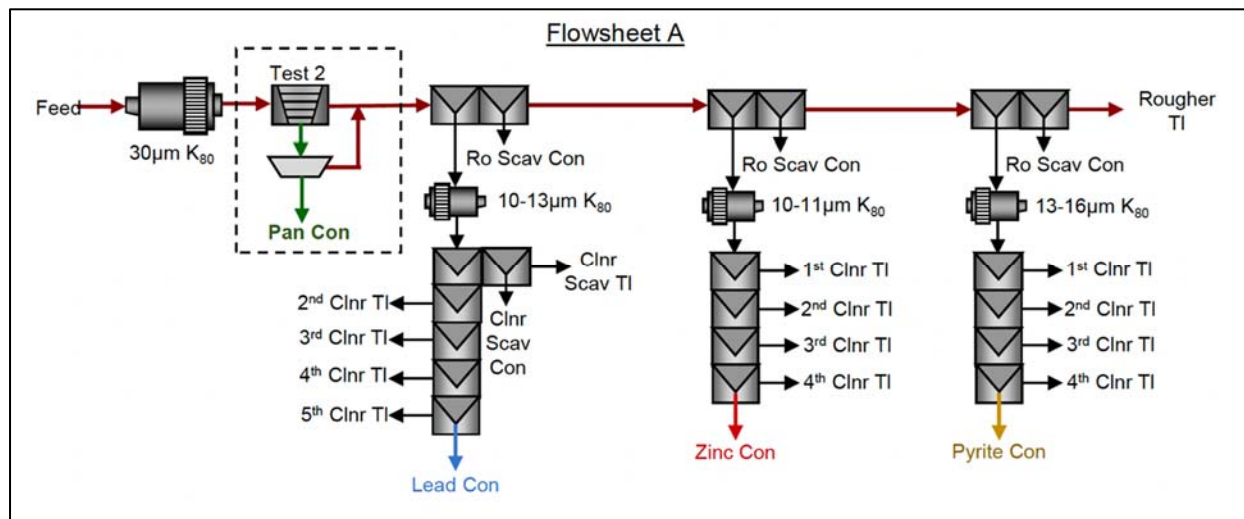 Flowsheet A
Test 2
Feed
30µm K80
Pan Con
Ro Scav Con
10-13µm K80
Clnr
Scav Tl
Clnr
Scav
Con
2nd Clnr Tl
3rd Clnr Tl
4th Clnr Tl
5th Clnr Tl
Lead Con
Ro Scav Con
10-11µm K80
1st Clnr Tl
2nd Clnr Tl
3rd Clnr Tl
4th Clnr Tl
Zinc Con
Rougher
Tl
Ro Scav Con
13-16µm K80
1st Clnr Tl
2nd Clnr Tl
3rd Clnr Tl
4th Clnr Tl
Pyrite Con